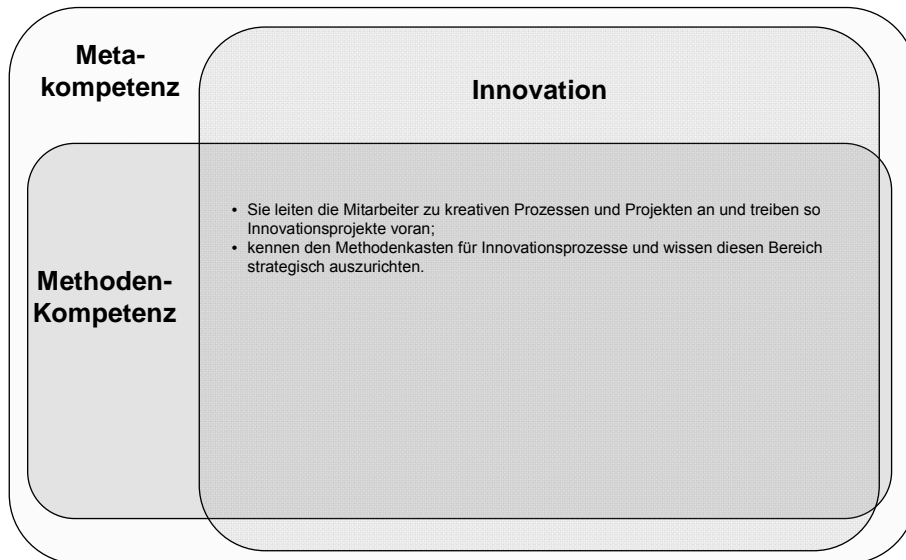 Meta-
kompetenz
Innovation
• Sie leiten die Mitarbeiter zu kreativen Prozessen und Projekten an und treiben so
Innovationsprojekte voran;
• kennen den Methodenkasten für Innovationsprozesse und wissen diesen Bereich
strategisch auszurichten.
Methoden-
Kompetenz